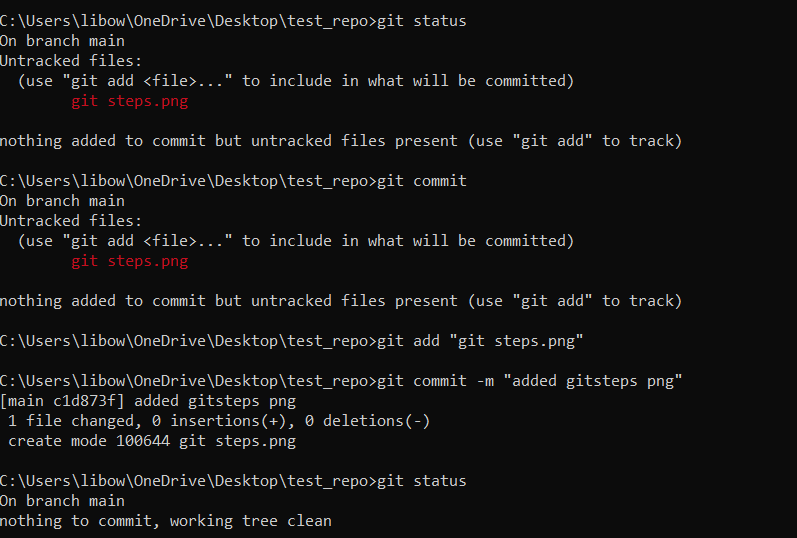 C:\Users\libow\OneDrive\Desktop\test_repo>git status
On branch main
Untracked files:
  (use "git add <file>..." to include in what will be committed)
        git steps.png

nothing added to commit but untracked files present (use "git add" to track)

C:\Users\libow\OneDrive\Desktop\test_repo>git commit
On branch main
Untracked files:
  (use "git add <file>..." to include in what will be committed)
        git steps.png

nothing added to commit but untracked files present (use "git add" to track)

C:\Users\libow\OneDrive\Desktop\test_repo>git add "git steps.png"

C:\Users\libow\OneDrive\Desktop\test_repo>git commit -m "added gitsteps png"
[main c1d873f] added gitsteps png
 1 file changed, 0 insertions(+), 0 deletions(-)
 create mode 100644 git steps.png

C:\Users\libow\OneDrive\Desktop\test_repo>git status
On branch main
nothing to commit, working tree clean